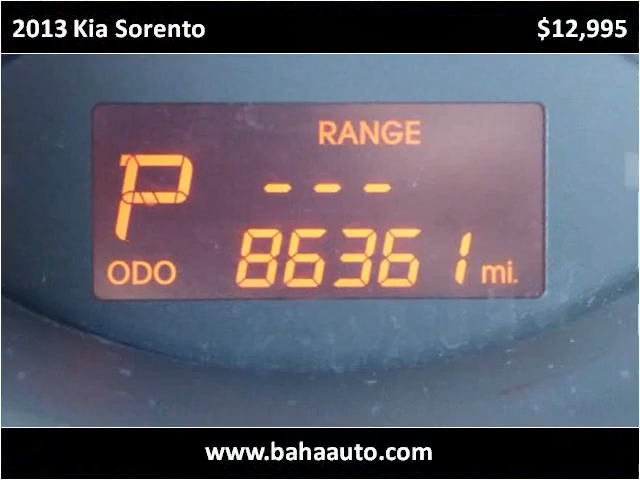 2013 Kia Sorento $12,995
RANGE
P ---
ODO 86361 mi.
www.bahaauto.com